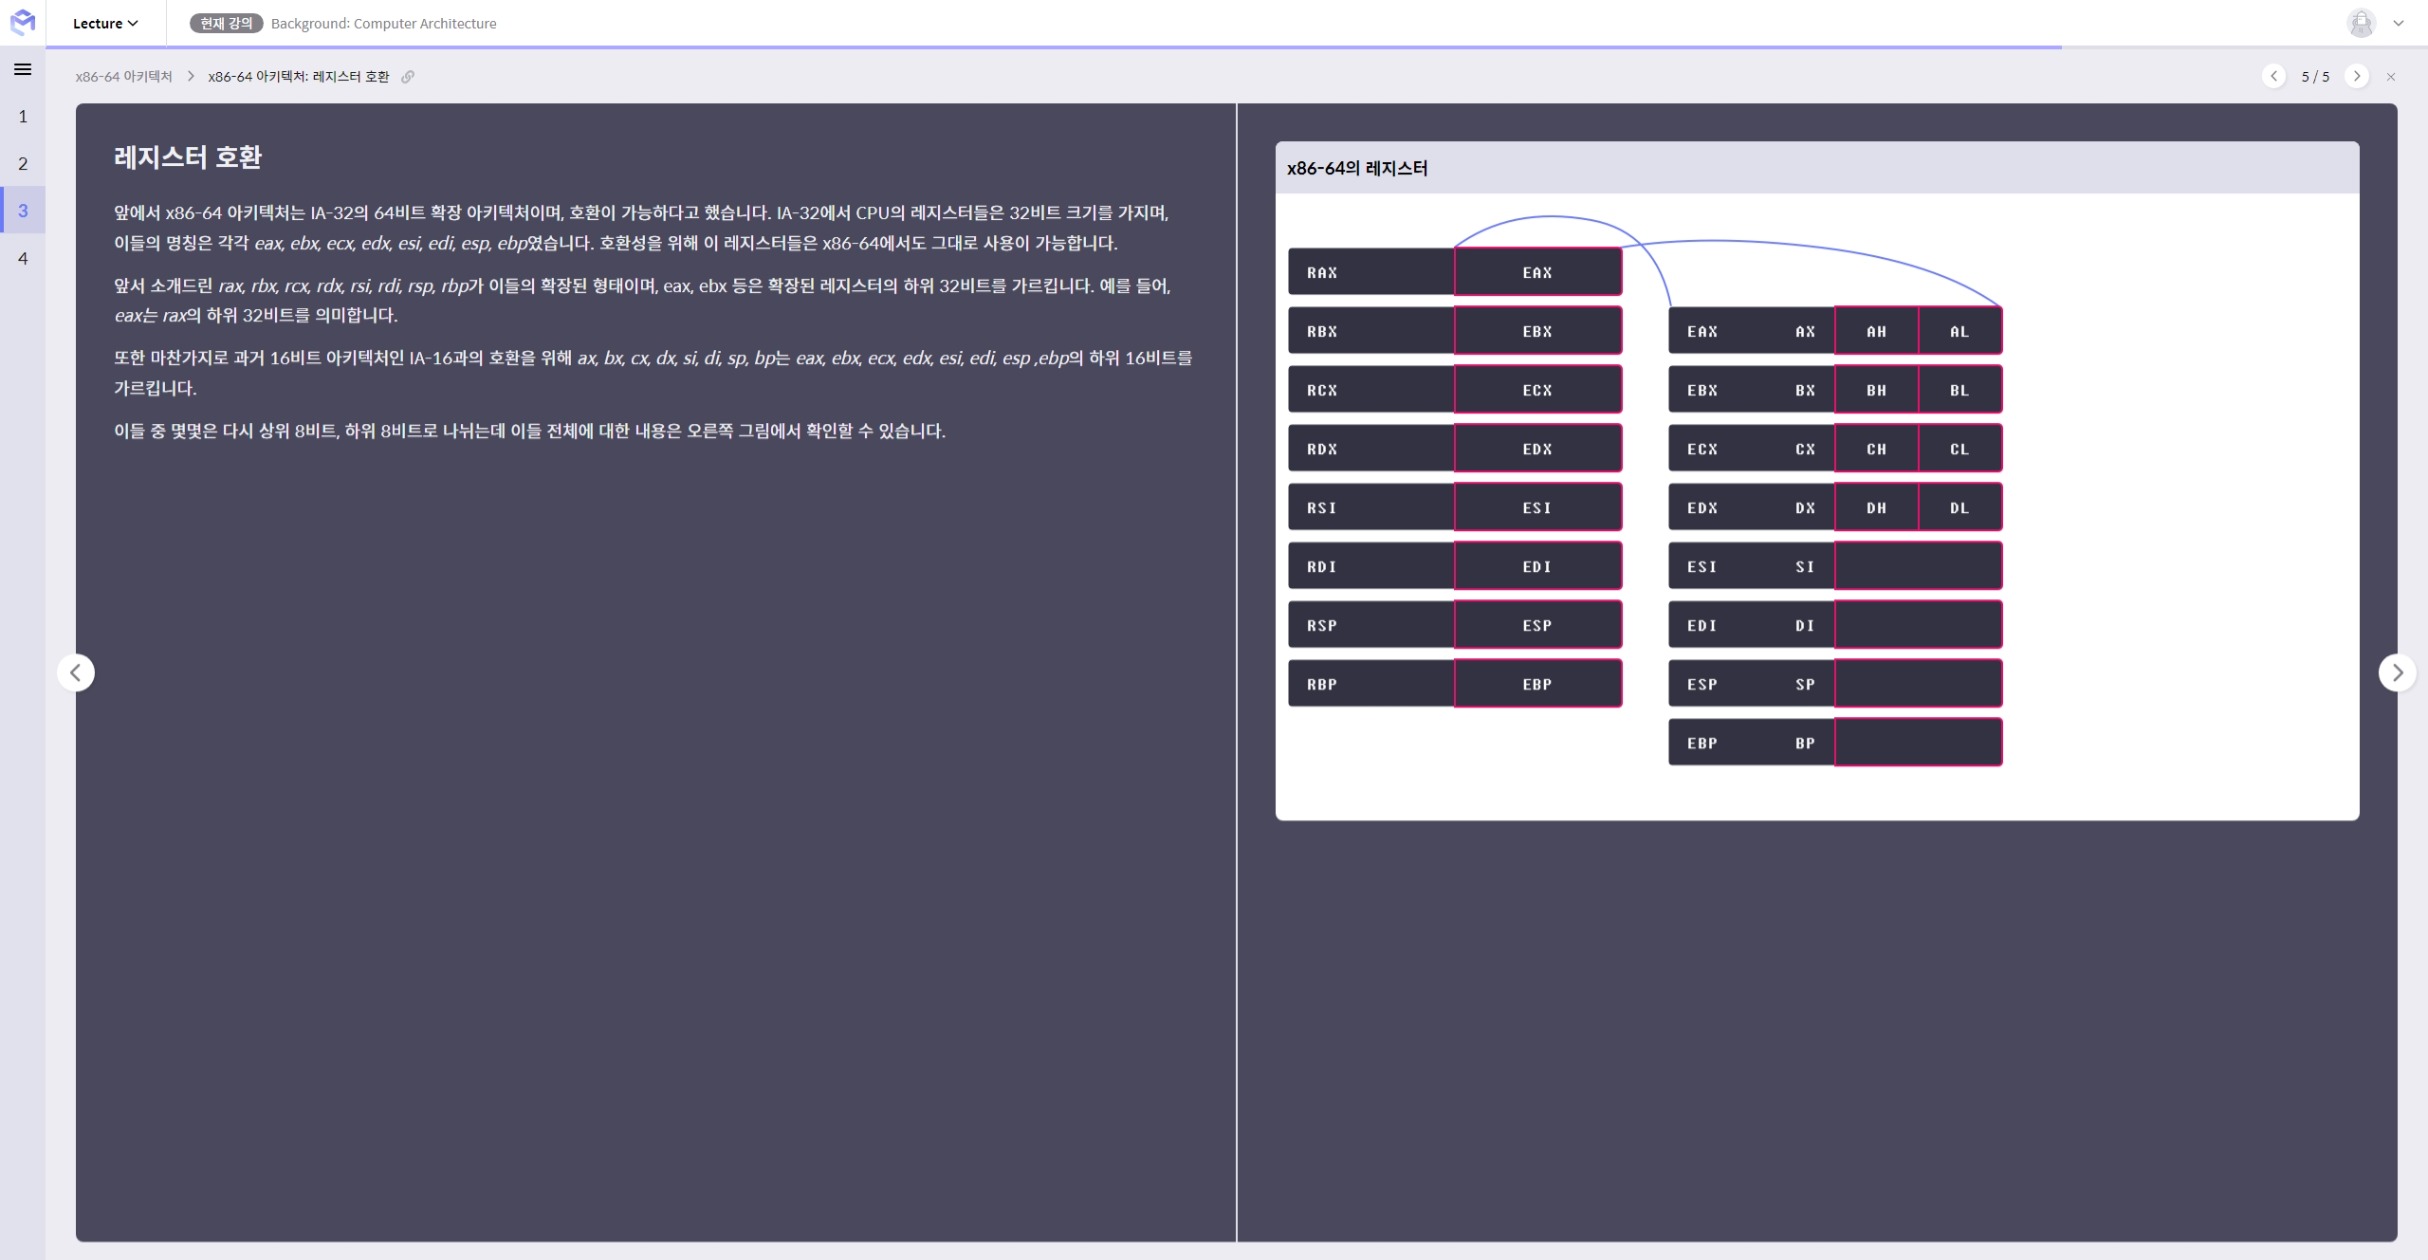 Lecture
현재 강의 Background: Computer Architecture
x86-64 아키텍처 > x86-64 아키텍처: 레지스터 호환
5 / 5
1
2
3
4
레지스터 호환
앞에서 x86-64 아키텍처는 IA-32의 64비트 확장 아키텍처이며, 호환이 가능하다고 했습니다. IA-32에서 CPU의 레지스터들은 32비트 크기를 가지며,
이들의 명칭은 각각 eax, ebx, ecx, edx, esi, edi, esp, ebp였습니다. 호환성을 위해 이 레지스터들은 x86-64에서도 그대로 사용이 가능합니다.
앞서 소개드린 rax, rbx, rcx, rdx, rsi, rdi, rsp, rbp가 이들의 확장된 형태이며, eax, ebx 등은 확장된 레지스터의 하위 32비트를 가르킵니다. 예를 들어,
eax는 rax의 하위 32비트를 의미합니다.
또한 마찬가지로 과거 16비트 아키텍처인 IA-16과의 호환을 위해 ax, bx, cx, dx, si, di, sp, bp는 eax, ebx, ecx, edx, esi, edi, esp ,ebp의 하위 16비트를
가르킵니다.
이들 중 몇몇은 다시 상위 8비트, 하위 8비트로 나뉘는데 이들 전체에 대한 내용은 오른쪽 그림에서 확인할 수 있습니다.
x86-64의 레지스터
RAX EAX
RBX EBX
RCX ECX
RDX EDX
RSI ESI
RDI EDI
RSP ESP
RBP EBP
EAX AX AH AL
EBX BX BH BL
ECX CX CH CL
EDX DX DH DL
ESI SI
EDI DI
ESP SP
EBP BP